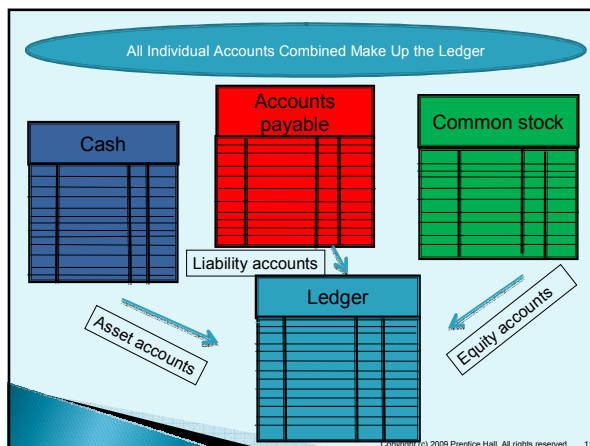 All Individual Accounts Combined Make Up the Ledger
Accounts
payable
Common stock
Cash
Liability accounts
Ledger
Asset accounts
Equity accounts
Copyright (c) 2009 Prentice Hall. All rights reserved.